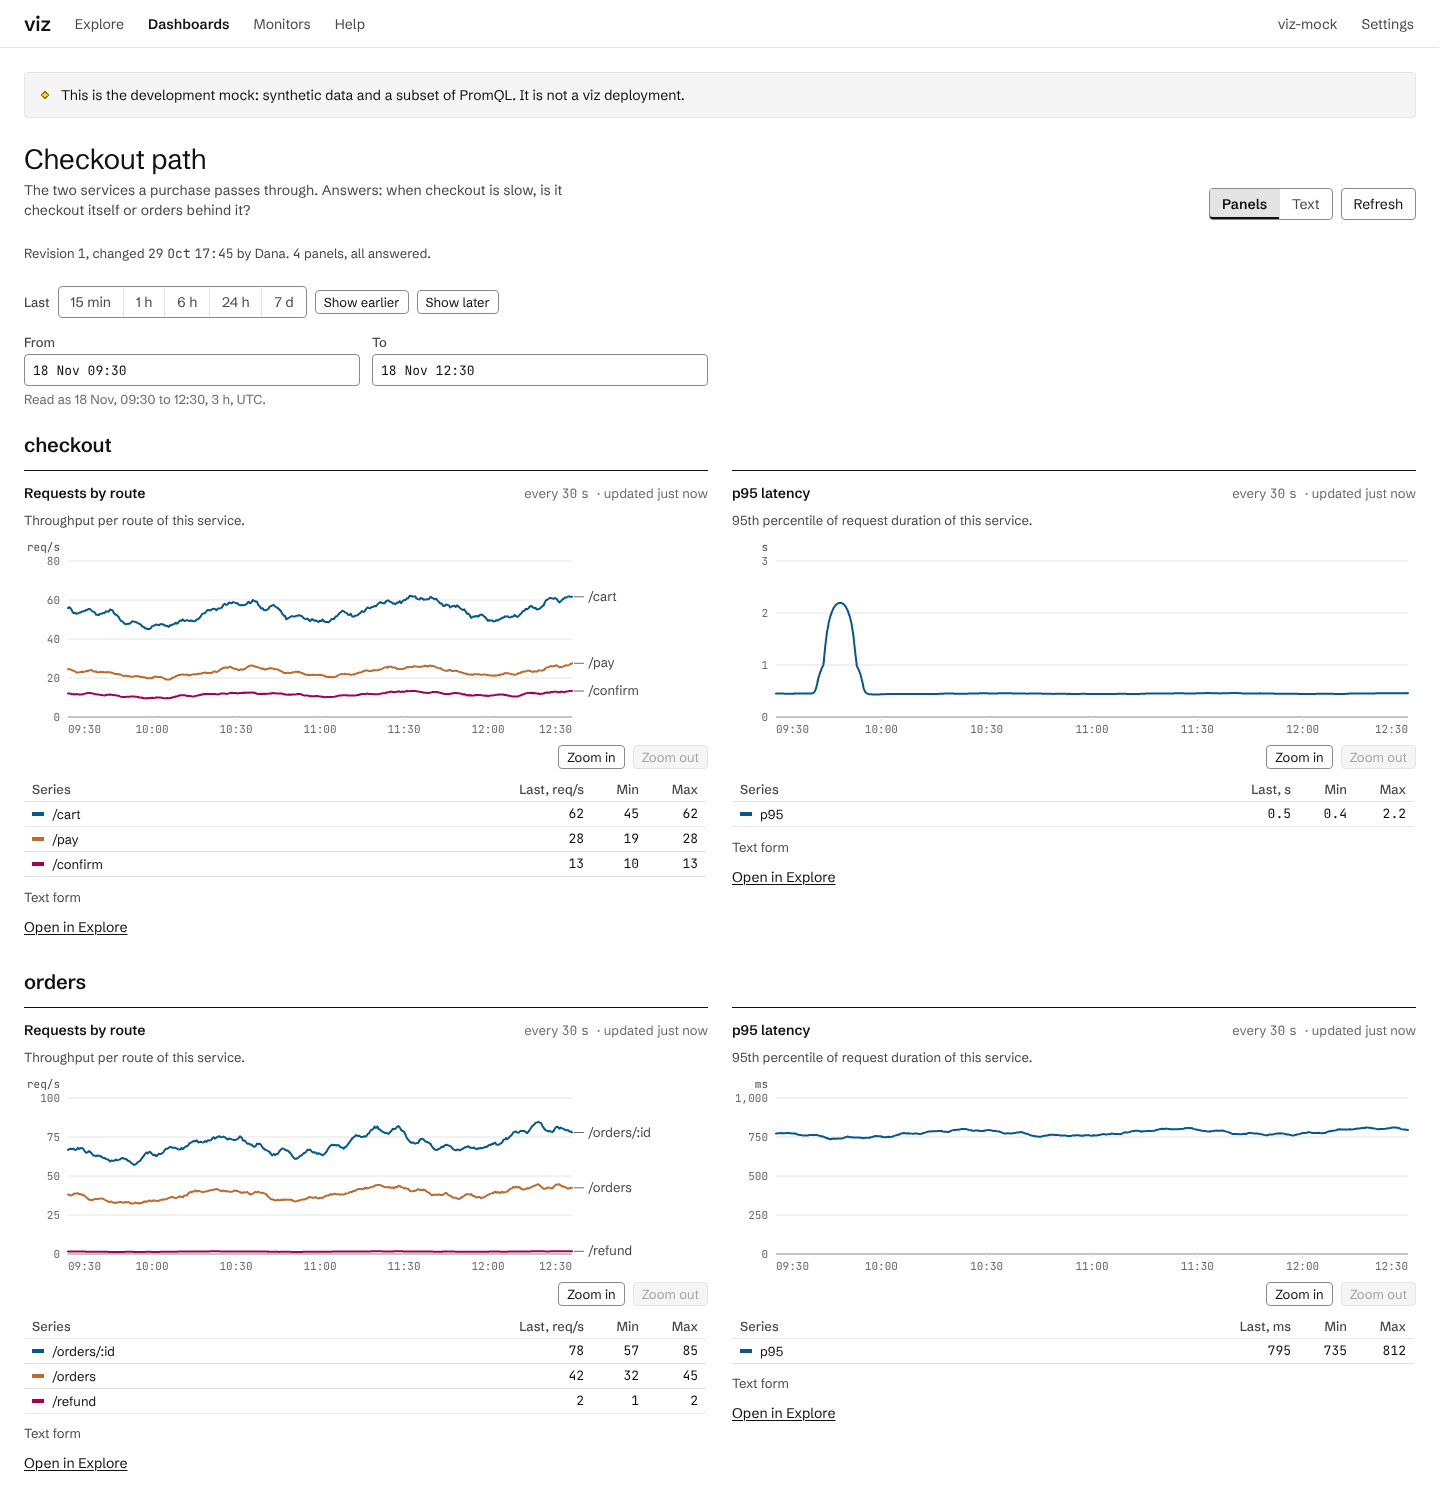 viz Explore Dashboards Monitors Help viz-mock Settings
This is the development mock: synthetic data and a subset of PromQL. It is not a viz deployment.
Checkout path
The two services a purchase passes through. Answers: when checkout is slow, is it
checkout itself or orders behind it?
Panels Text Refresh
Revision 1, changed 29 Oct 17:45 by Dana. 4 panels, all answered.
Last 15 min 1 h 6 h 24 h 7 d Show earlier Show later
From To
18 Nov 09:30 18 Nov 12:30
Read as 18 Nov, 09:30 to 12:30, 3 h, UTC.
checkout
Requests by route every 30 s · updated just now
Throughput per route of this service.
req/s
80
60
40
20
0
/cart
/pay
/confirm
09:30 10:00 10:30 11:00 11:30 12:00 12:30
Zoom in Zoom out
Series Last, req/s Min Max
/cart 62 45 62
/pay 28 19 28
/confirm 13 10 13
Text form
Open in Explore
p95 latency every 30 s · updated just now
95th percentile of request duration of this service.
s
3
2
1
0
09:30 10:00 10:30 11:00 11:30 12:00 12:30
Zoom in Zoom out
Series Last, s Min Max
p95 0.5 0.4 2.2
Text form
Open in Explore
orders
Requests by route every 30 s · updated just now
Throughput per route of this service.
req/s
100
75
50
25
0
/orders/:id
/orders
/refund
09:30 10:00 10:30 11:00 11:30 12:00 12:30
Zoom in Zoom out
Series Last, req/s Min Max
/orders/:id 78 57 85
/orders 42 32 45
/refund 2 1 2
Text form
Open in Explore
p95 latency every 30 s · updated just now
95th percentile of request duration of this service.
ms
1,000
750
500
250
0
09:30 10:00 10:30 11:00 11:30 12:00 12:30
Zoom in Zoom out
Series Last, ms Min Max
p95 795 735 812
Text form
Open in Explore